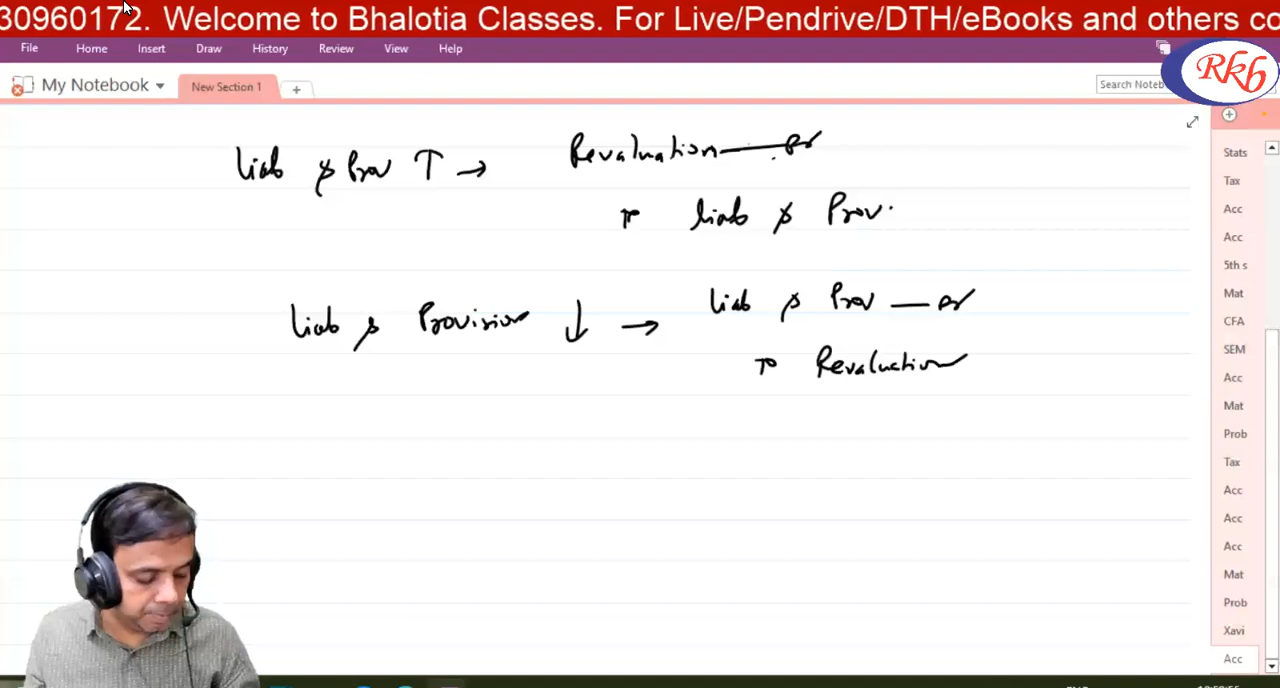 30960172. Welcome to Bhalotia Classes. For Live/Pendrive/DTH/eBooks and others co
File Home Insert Draw History Review View Help
Rkb
My Notebook New Section 1 + Search Noteb
Stats
Tax
Acc
Acc
5th s
Mat
CFA
SEM
Acc
Mat
Prob
Tax
Acc
Acc
Acc
Mat
Prob
Xavi
Acc
Liab & Prov ↑ → Revaluation — Dr
To Liab & Prov.
Liab & Provision ↓ → Liab & Prov — Dr
To Revaluation